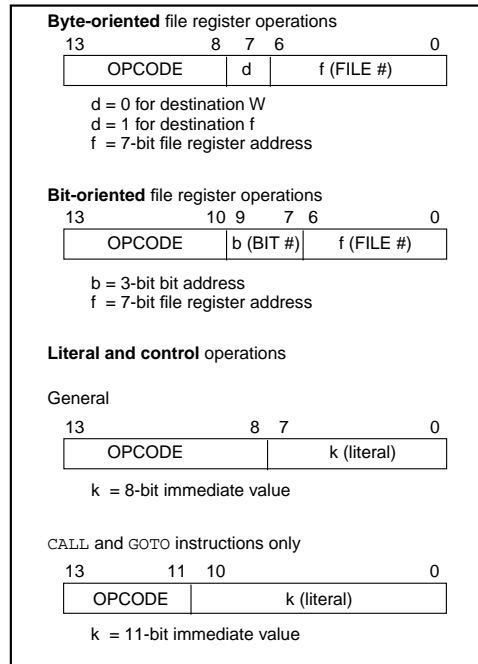 Byte-oriented file register operations
13 8 7 6 0
OPCODE d f (FILE #)
d = 0 for destination W
d = 1 for destination f
f = 7-bit file register address
Bit-oriented file register operations
13 10 9 7 6 0
OPCODE b (BIT #) f (FILE #)
b = 3-bit bit address
f = 7-bit file register address
Literal and control operations
General
13 8 7 0
OPCODE k (literal)
k = 8-bit immediate value
CALL and GOTO instructions only
13 11 10 0
OPCODE k (literal)
k = 11-bit immediate value